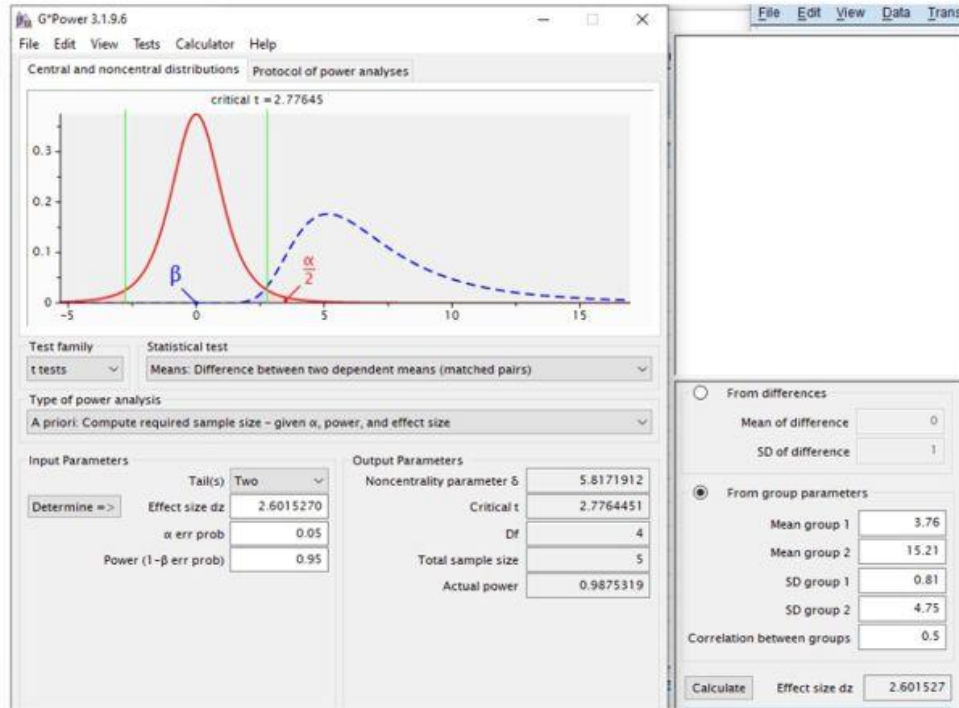 G*Power 3.1.9.6
File Edit View Data Trans
File Edit View Tests Calculator Help
Central and noncentral distributions Protocol of power analyses
critical t = 2.77645
0.3
0.2
0.1
0
β
α
2
-5 0 5 10 15
Test family Statistical test
t tests Means: Difference between two dependent means (matched pairs)
Type of power analysis
A priori: Compute required sample size - given α, power, and effect size
Input Parameters
Tail(s) Two
Determine => Effect size dz 2.6015270
α err prob 0.05
Power (1-β err prob) 0.95
Output Parameters
Noncentrality parameter δ 5.8171912
Critical t 2.7764451
Df 4
Total sample size 5
Actual power 0.9875319
From differences
Mean of difference 0
SD of difference 1
From group parameters
Mean group 1 3.76
Mean group 2 15.21
SD group 1 0.81
SD group 2 4.75
Correlation between groups 0.5
Calculate Effect size dz 2.601527